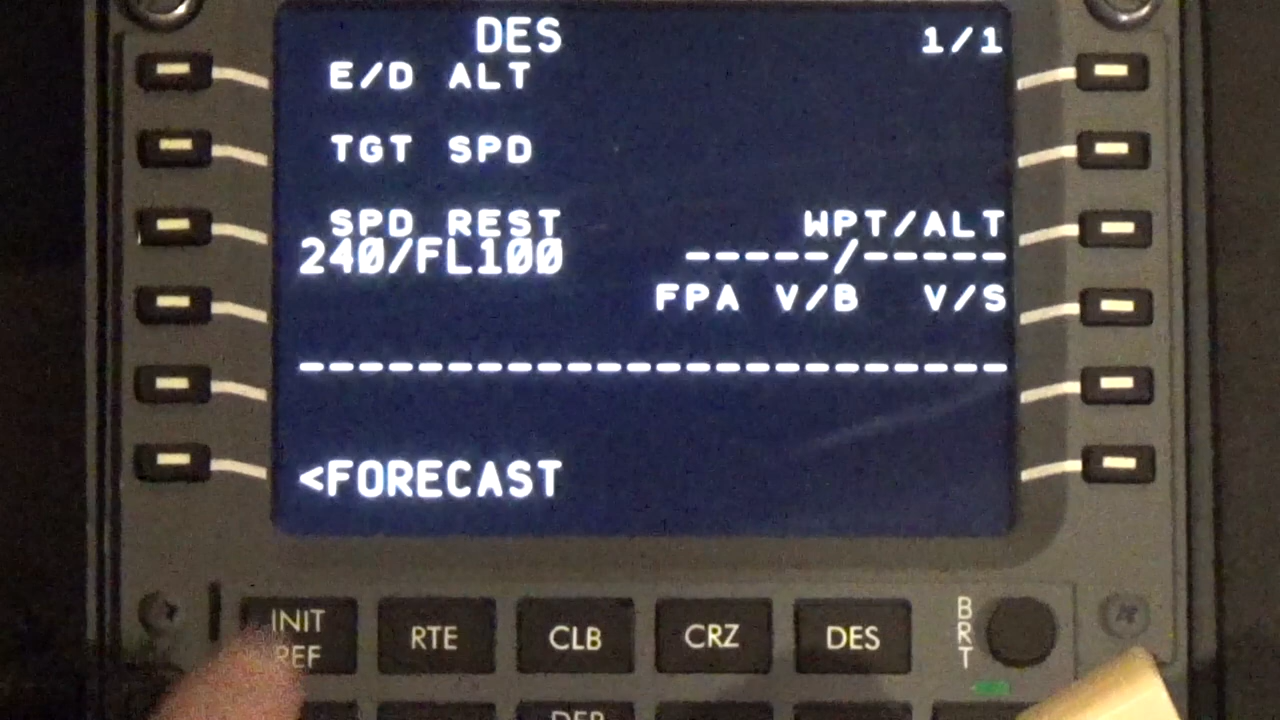 DES 1/1
E/D ALT
TGT SPD
SPD REST WPT/ALT
240/FL100 -----/-----
FPA V/B V/S
------------------------
<FORECAST
INIT REF RTE CLB CRZ DES BRT
DEP